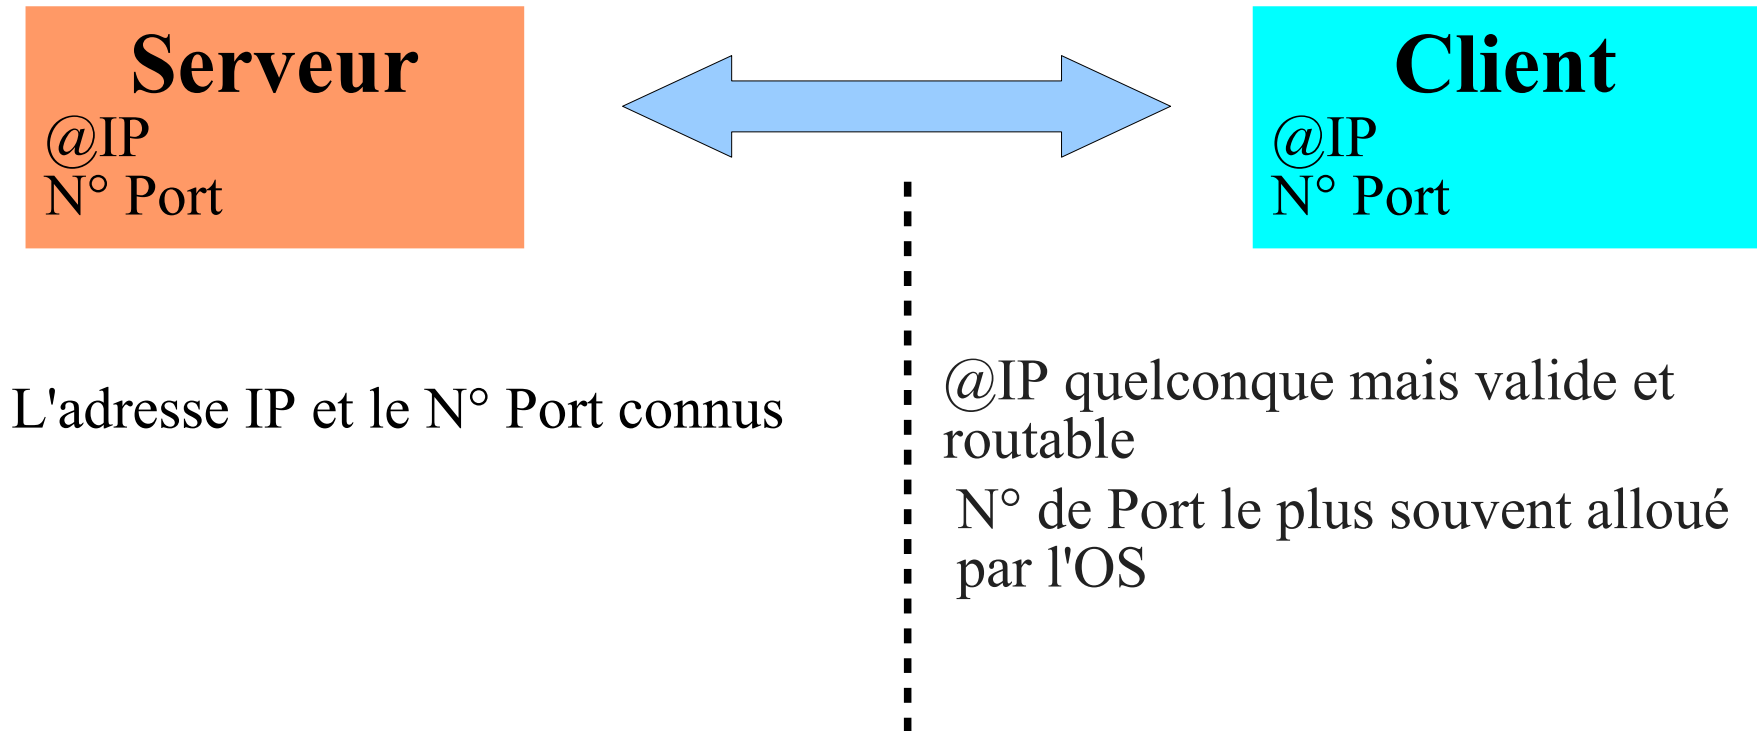 Serveur
@IP
N° Port
Client
@IP
N° Port
L'adresse IP et le N° Port connus
@IP quelconque mais valide et
routable
N° de Port le plus souvent alloué
par l'OS